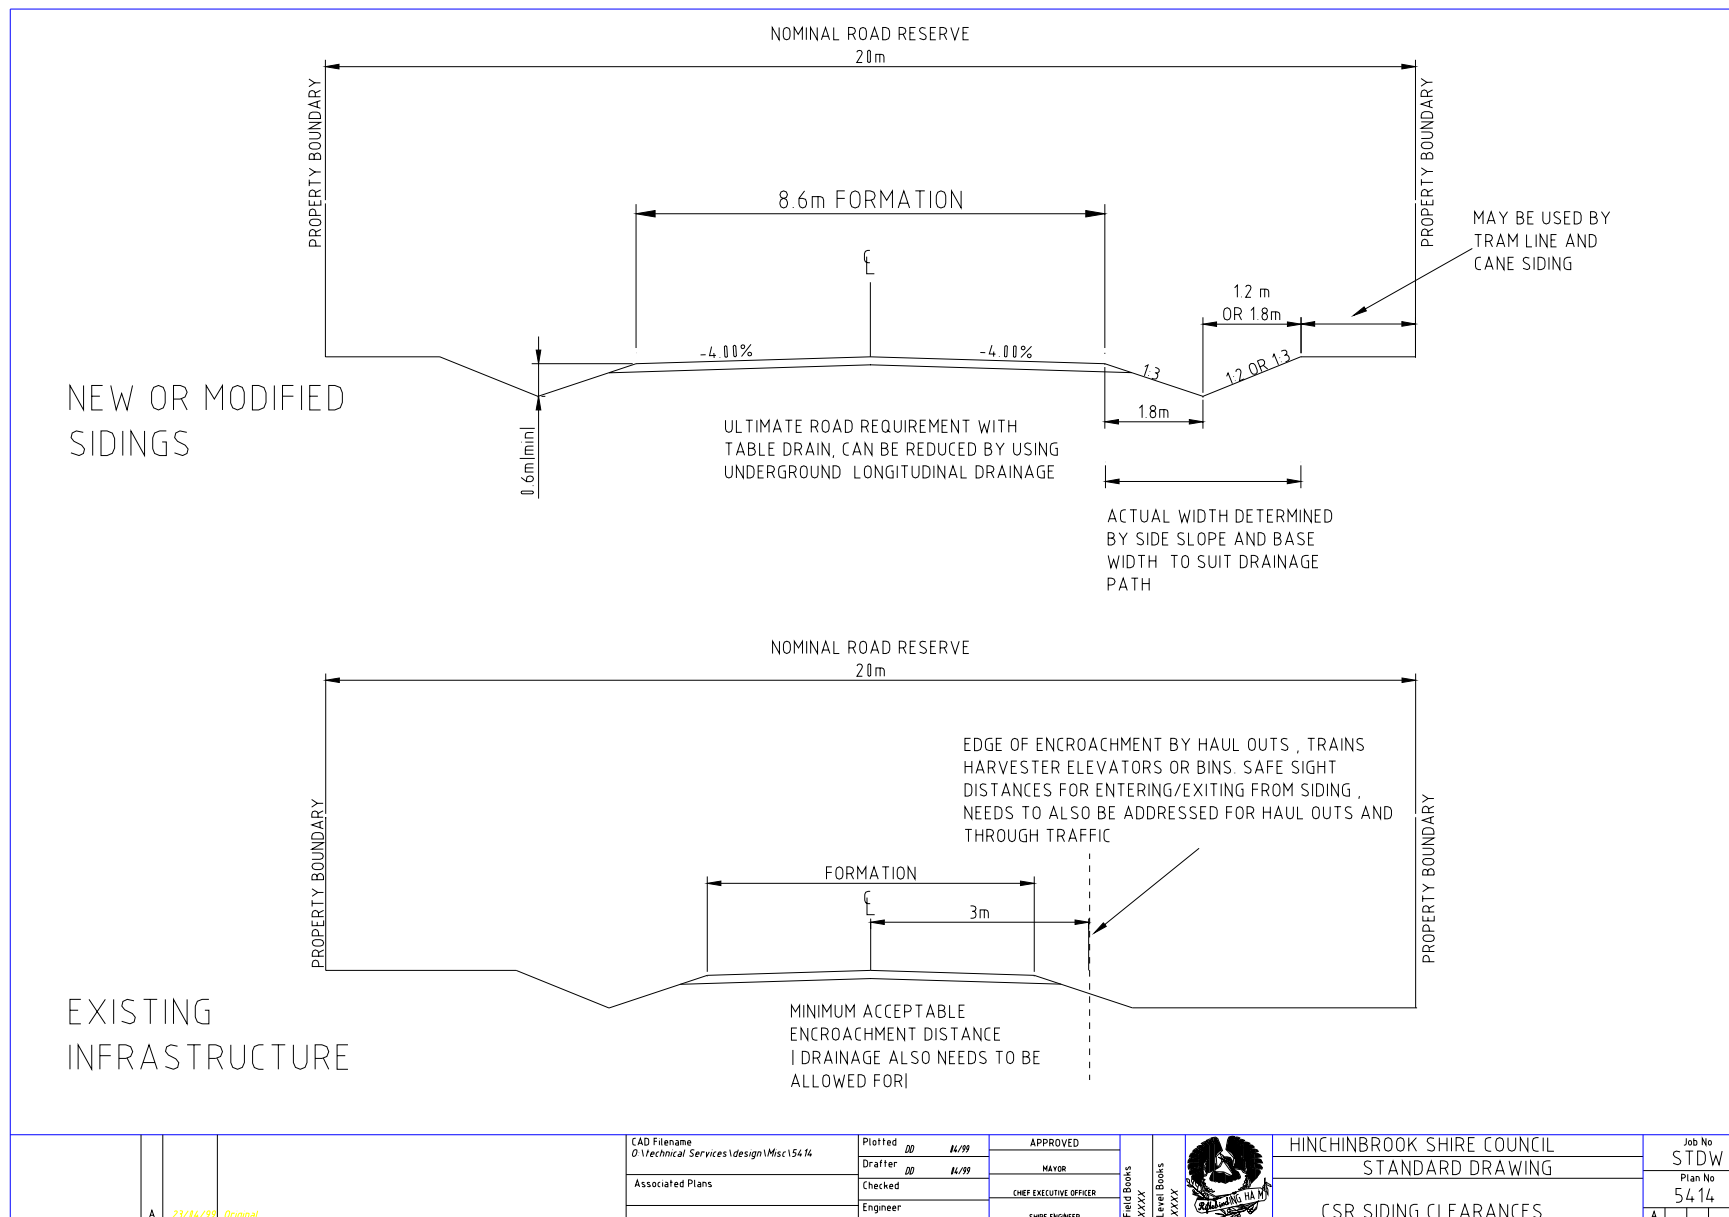 NOMINAL ROAD RESERVE
20m
PROPERTY BOUNDARY
PROPERTY BOUNDARY
8.6m FORMATION
MAY BE USED BY
TRAM LINE AND
CANE SIDING
1.2 m
OR 1.8m
-4.00%
-4.00%
1:3
1:2 OR 1:3
1.8m
0.6m|min|
NEW OR MODIFIED
SIDINGS
ULTIMATE ROAD REQUIREMENT WITH
TABLE DRAIN, CAN BE REDUCED BY USING
UNDERGROUND LONGITUDINAL DRAINAGE
ACTUAL WIDTH DETERMINED
BY SIDE SLOPE AND BASE
WIDTH TO SUIT DRAINAGE
PATH
NOMINAL ROAD RESERVE
20m
PROPERTY BOUNDARY
PROPERTY BOUNDARY
EDGE OF ENCROACHMENT BY HAUL OUTS , TRAINS
HARVESTER ELEVATORS OR BINS. SAFE SIGHT
DISTANCES FOR ENTERING/EXITING FROM SIDING ,
NEEDS TO ALSO BE ADDRESSED FOR HAUL OUTS AND
THROUGH TRAFFIC
FORMATION
3m
EXISTING
INFRASTRUCTURE
MINIMUM ACCEPTABLE
ENCROACHMENT DISTANCE
| DRAINAGE ALSO NEEDS TO BE
ALLOWED FOR|
A 27/04/99 Original
CAD Filename
O:\technical Services\design\Misc\5414
Associated Plans
Plotted DD 04/99
Drafter DD 04/99
Checked
Engineer
APPROVED
MAYOR
CHIEF EXECUTIVE OFFICER
SHIRE ENGINEER
Field Books
XXXX
Level Books
XXXX
HINCHINBROOK SHIRE COUNCIL
STANDARD DRAWING
CSR SIDING CLEARANCES
Job No
STDW
Plan No
5414
A